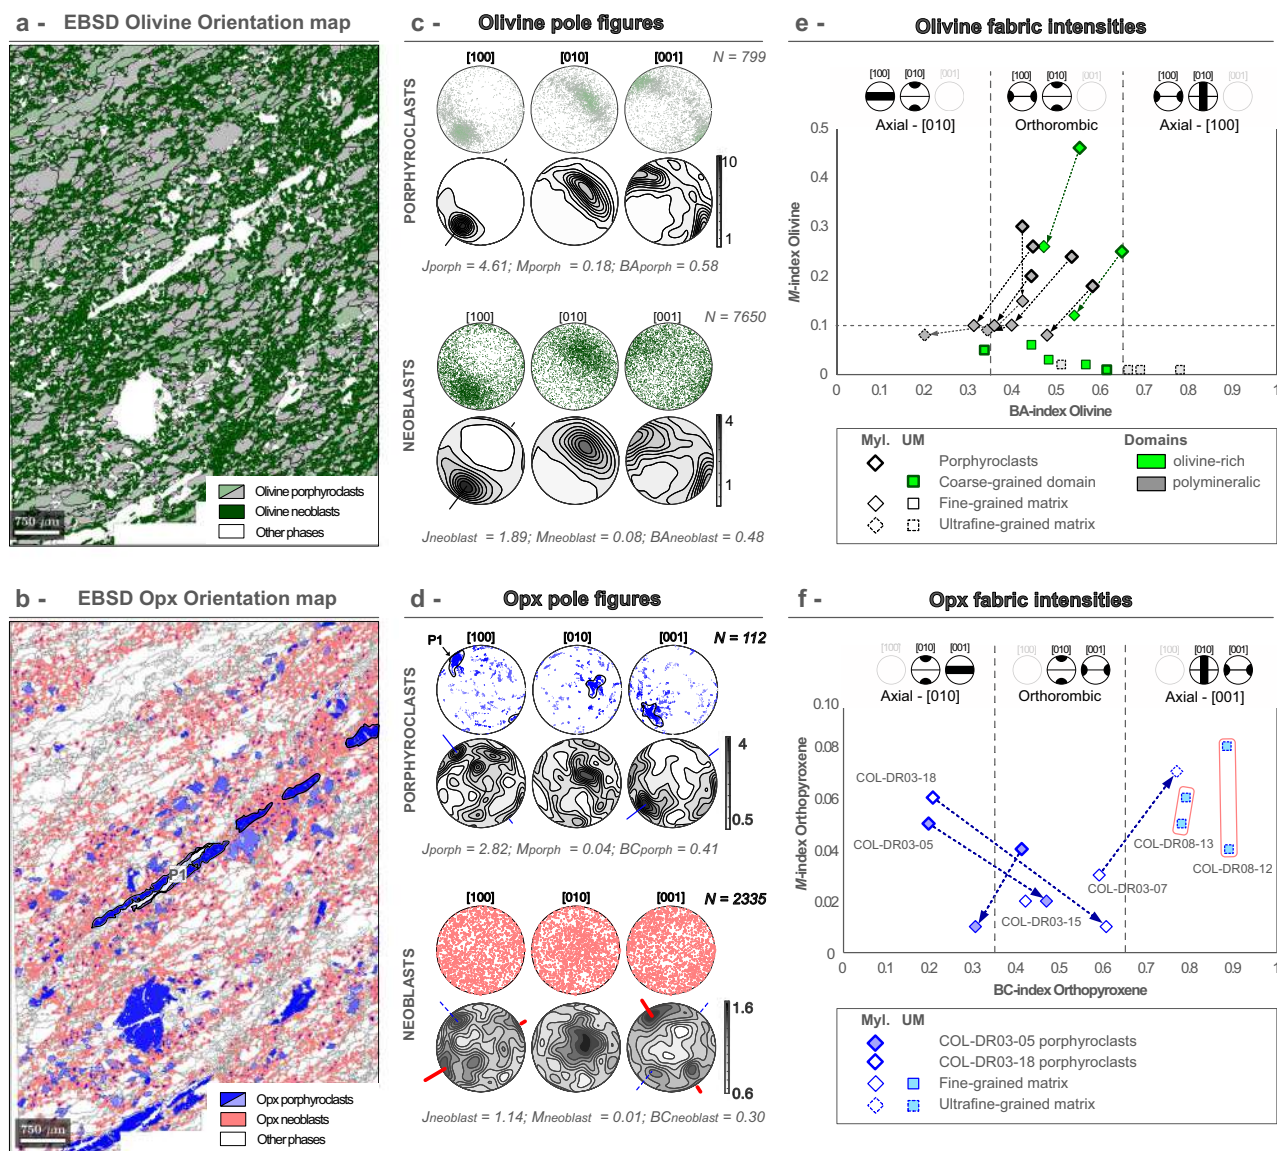 a - EBSD Olivine Orientation map
Olivine porphyroclasts
Olivine neoblasts
Other phases
750 µm
b - EBSD Opx Orientation map
P1
Opx porphyroclasts
Opx neoblasts
Other phases
750 µm
c - Olivine pole figures
N = 799
[100] [010] [001]
PORPHYROCLASTS
10
1
Jporph = 4.61; Mporph = 0.18; BAporph = 0.58
N = 7650
[100] [010] [001]
NEOBLASTS
4
1
Jneoblast = 1.89; Mneoblast = 0.08; BAneoblast = 0.48
d - Opx pole figures
P1 [100] [010] [001] N = 112
PORPHYROCLASTS
4
0.5
Jporph = 2.82; Mporph = 0.04; BCporph = 0.41
[100] [010] [001] N = 2335
NEOBLASTS
1.6
0.6
Jneoblast = 1.14; Mneoblast = 0.01; BCneoblast = 0.30
e - Olivine fabric intensities
[100] [010] [001] [100] [010] [001] [100] [010] [001]
Axial - [010] Orthorombic Axial - [100]
0.5
0.4
0.3
0.2
0.1
0
M-index Olivine
0 0.1 0.2 0.3 0.4 0.5 0.6 0.7 0.8 0.9 1
BA-index Olivine
Myl. UM Domains
Porphyroclasts olivine-rich
Coarse-grained domain polymineralic
Fine-grained matrix
Ultrafine-grained matrix
f - Opx fabric intensities
[100] [010] [001] [100] [010] [001] [100] [010] [001]
Axial - [010] Orthorombic Axial - [001]
0.10
0.08
0.06
0.04
0.02
0
M-index Orthopyroxene
COL-DR03-18
COL-DR03-05
COL-DR08-13
COL-DR08-12
COL-DR03-07
COL-DR03-15
0 0.1 0.2 0.3 0.4 0.5 0.6 0.7 0.8 0.9 1
BC-index Orthopyroxene
Myl. UM
COL-DR03-05 porphyroclasts
COL-DR03-18 porphyroclasts
Fine-grained matrix
Ultrafine-grained matrix